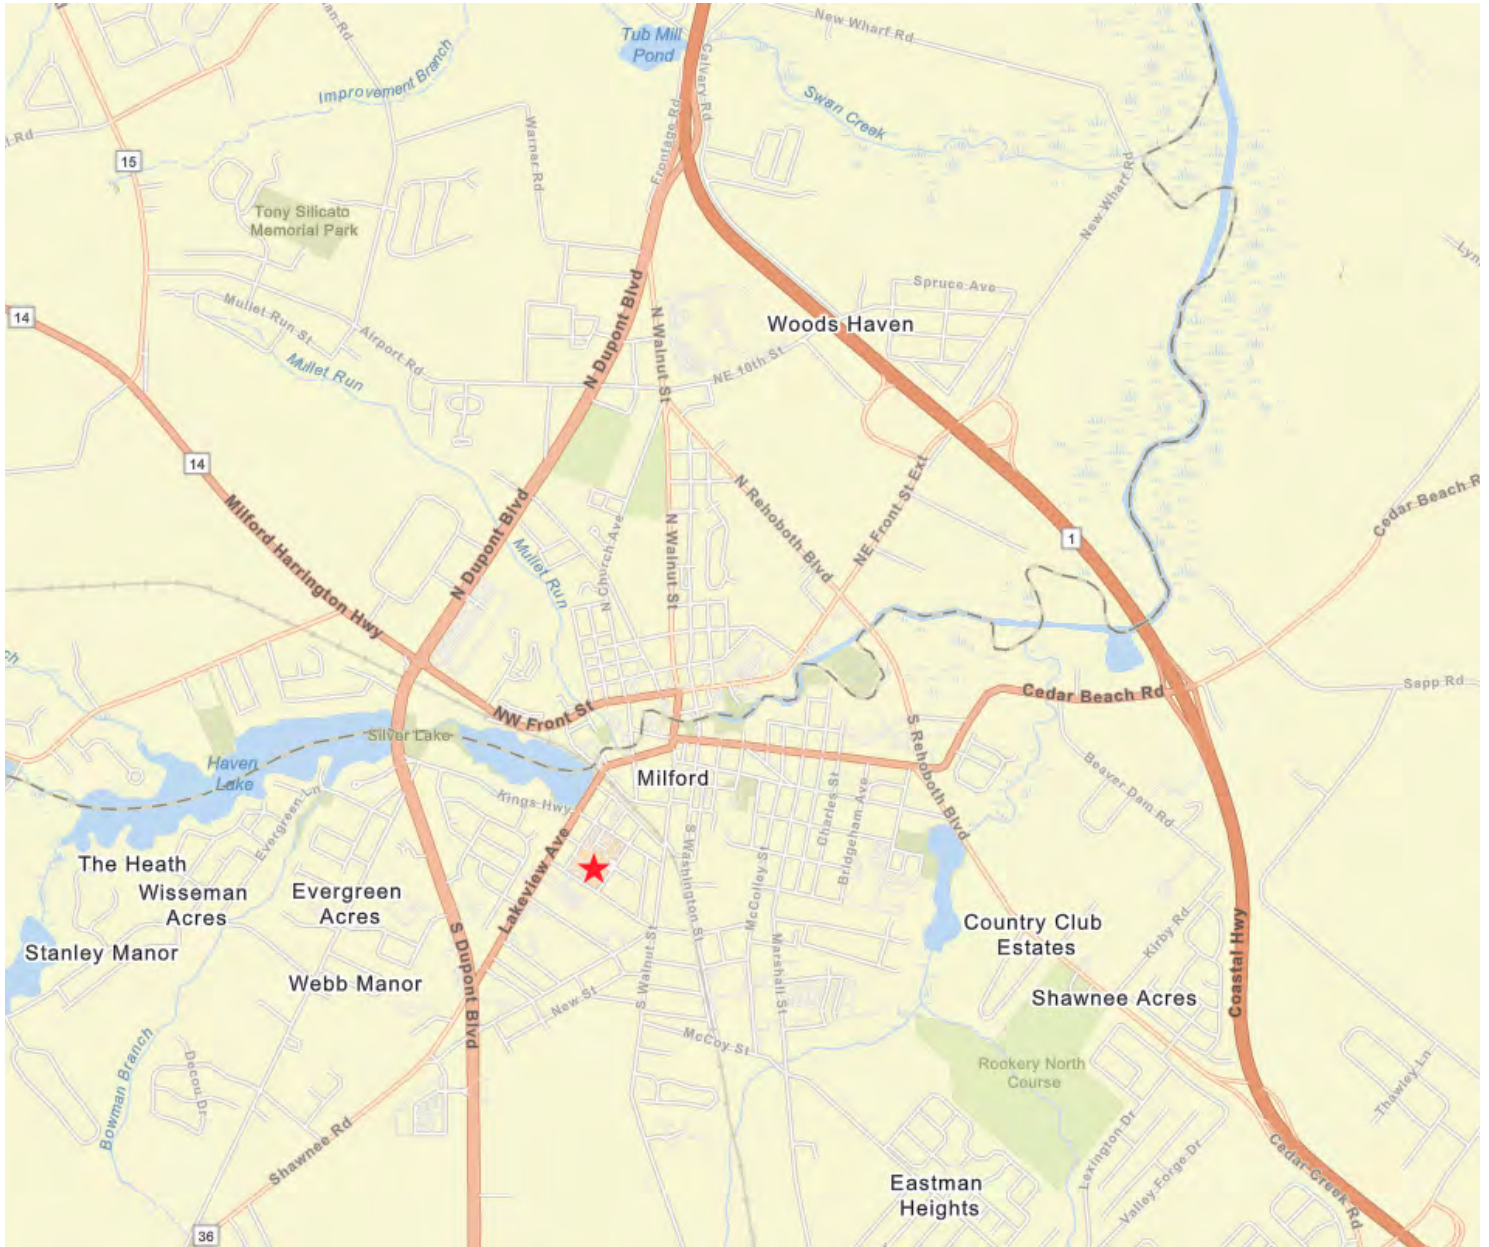 Tub Mill
Pond
New Wharf Rd
Calvary Rd
Improvement Branch
Swan Creek
Frontage Rd
Warner Rd
15
New Wharf Rd
Tony Silicato
Memorial Park
Spruce Ave
14
Mullet Run St
Airport Rd
Mullet Run
N Dupont Blvd
N Walnut St
Woods Haven
NE 10th St
14
Milford Harrington Hwy
N Dupont Blvd
Mullet Run
N Church Ave
N Walnut St
N Rehoboth Blvd
NE Front St Ext
1
Cedar Beach R
Sapp Rd
Cedar Beach Rd
NW Front St
Silver Lake
Haven
Lake
Evergreen Ln
Kings Hwy
Milford
S Rehoboth Blvd
Beaver Dam Rd
Charles St
Bridgeham Ave
Lakeview Ave
S Washington St
McColley St
The Heath
Wisseman
Acres
Evergreen
Acres
Stanley Manor
Webb Manor
S Dupont Blvd
New St
S Walnut St
Marshall St
McCoy St
Country Club
Estates
Kirby Rd
Shawnee Acres
Coastal Hwy
Rookery North
Course
Thawley Ln
Bowman Branch
Decou Dr
Shawnee Rd
Lexington Dr
Valley Forge Dr
Cedar Creek Rd
Eastman
Heights
36